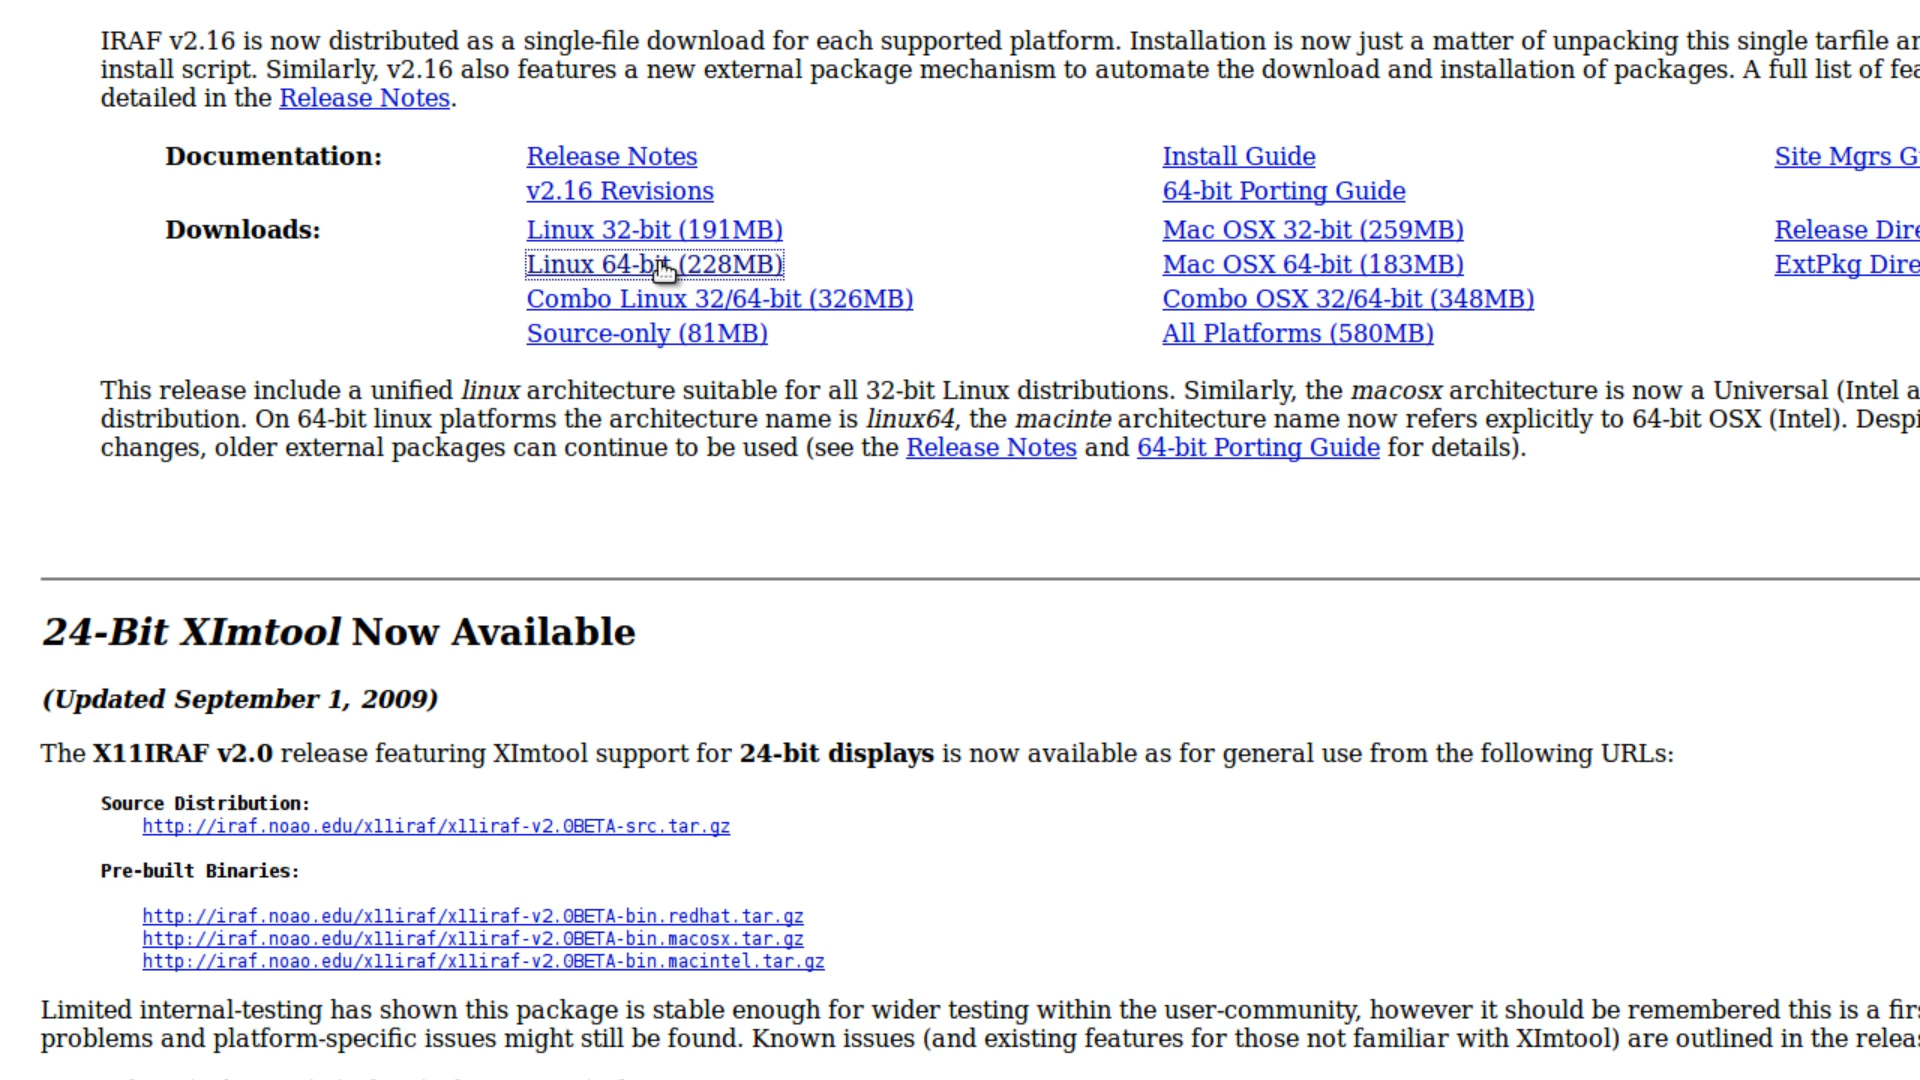 IRAF v2.16 is now distributed as a single-file download for each supported platform. Installation is now just a matter of unpacking this single tarfile
install script. Similarly, v2.16 also features a new external package mechanism to automate the download and installation of packages. A full list of
detailed in the Release Notes.
Documentation: Release Notes Install Guide Site Mgrs
v2.16 Revisions 64-bit Porting Guide
Downloads: Linux 32-bit (191MB) Mac OSX 32-bit (259MB) Release
Linux 64-bit (228MB) Mac OSX 64-bit (183MB) ExtPkg
Combo Linux 32/64-bit (326MB) Combo OSX 32/64-bit (348MB)
Source-only (81MB) All Platforms (580MB)
This release include a unified linux architecture suitable for all 32-bit Linux distributions. Similarly, the macosx architecture is now a Universal (Intel
distribution. On 64-bit linux platforms the architecture name is linux64, the macinte architecture name now refers explicitly to 64-bit OSX (Intel).
changes, older external packages can continue to be used (see the Release Notes and 64-bit Porting Guide for details).
24-Bit XImtool Now Available
(Updated September 1, 2009)
The X11IRAF v2.0 release featuring XImtool support for 24-bit displays is now available as for general use from the following URLs:
Source Distribution:
http://iraf.noao.edu/x11iraf/x11iraf-v2.0BETA-src.tar.gz
Pre-built Binaries:
http://iraf.noao.edu/x11iraf/x11iraf-v2.0BETA-bin.redhat.tar.gz
http://iraf.noao.edu/x11iraf/x11iraf-v2.0BETA-bin.macosx.tar.gz
http://iraf.noao.edu/x11iraf/x11iraf-v2.0BETA-bin.macintel.tar.gz
Limited internal-testing has shown this package is stable enough for wider testing within the user-community, however it should be remembered this is a
problems and platform-specific issues might still be found. Known issues (and existing features for those not familiar with XImtool) are outlined in the